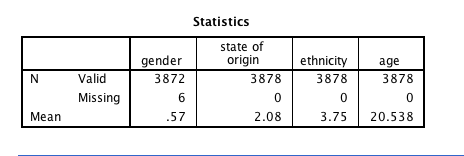 Statistics
gender state of origin ethnicity age
N Valid 3872 3878 3878 3878
Missing 6 0 0 0
Mean .57 2.08 3.75 20.538